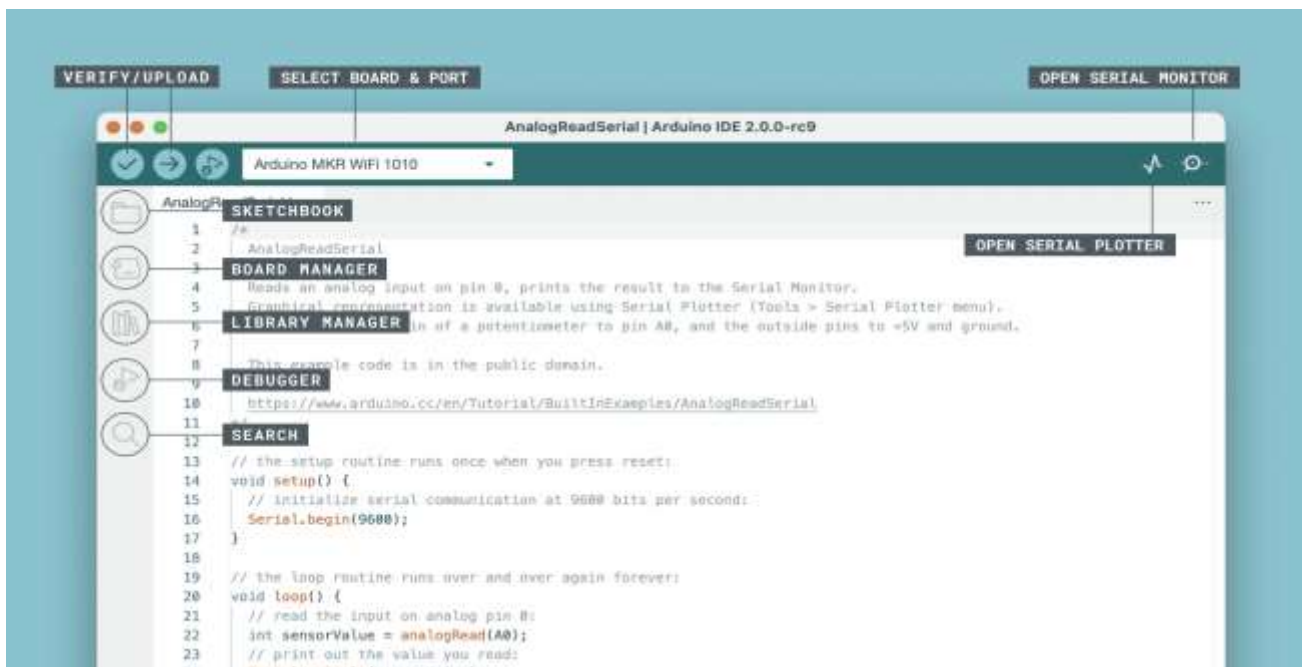 VERIFY/UPLOAD
SELECT BOARD & PORT
OPEN SERIAL MONITOR
AnalogReadSerial | Arduino IDE 2.0.0-rc9
Arduino MKR WiFi 1010
AnalogR
...
SKETCHBOOK
1 /*
2 AnalogReadSerial
OPEN SERIAL PLOTTER
3
BOARD MANAGER
4 Reads an analog input on pin 0, prints the result to the Serial Monitor.
5 Graphical representation is available using Serial Plotter (Tools > Serial Plotter menu).
LIBRARY MANAGER
6 of a potentiometer to pin A0, and the outside pins to +5V and ground.
7
8 This example code is in the public domain.
9
DEBUGGER
10 https://www.arduino.cc/en/Tutorial/BuiltInExamples/AnalogReadSerial
11
SEARCH
12
13 // the setup routine runs once when you press reset:
14 void setup() {
15 // initialize serial communication at 9600 bits per second:
16 Serial.begin(9600);
17 }
18
19 // the loop routine runs over and over again forever:
20 void loop() {
21 // read the input on analog pin 0:
22 int sensorValue = analogRead(A0);
23 // print out the value you read: